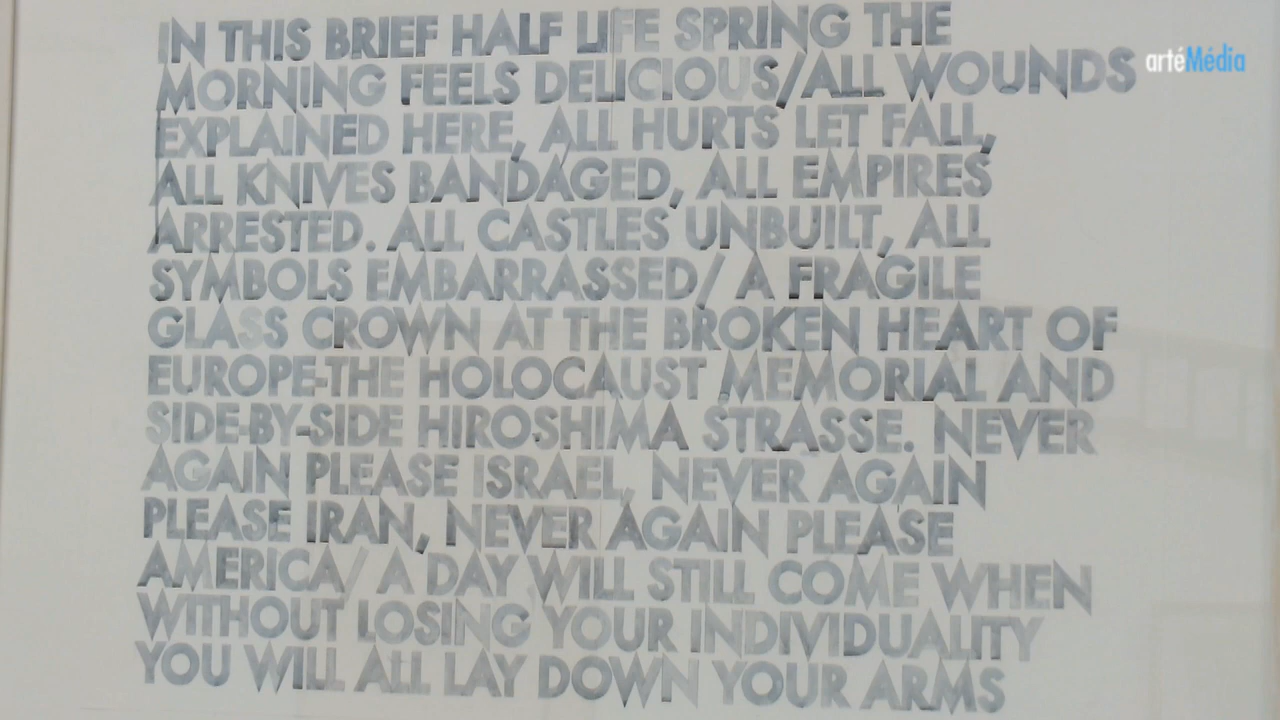 IN THIS BRIEF HALF LIFE SPRING THE
MORNING FEELS DELICIOUS/ALL WOUNDS
EXPLAINED HERE, ALL HURTS LET FALL,
ALL KNIVES BANDAGED, ALL EMPIRES
ARRESTED. ALL CASTLES UNBUILT, ALL
SYMBOLS EMBARRASSED/ A FRAGILE
GLASS CROWN AT THE BROKEN HEART OF
EUROPE-THE HOLOCAUST MEMORIAL AND
SIDE-BY-SIDE HIROSHIMA STRASSE. NEVER
AGAIN PLEASE ISRAEL, NEVER AGAIN
PLEASE IRAN, NEVER AGAIN PLEASE
AMERICA/ A DAY WILL STILL COME WHEN
WITHOUT LOSING YOUR INDIVIDUALITY
YOU WILL ALL LAY DOWN YOUR ARMS
artéMédia